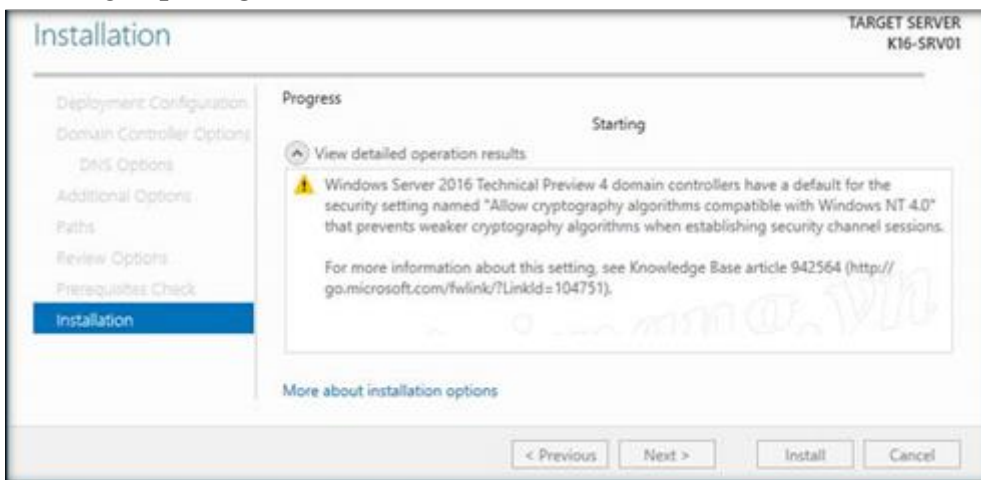 Installation
TARGET SERVER
K16-SRV01
Deployment Configuration
Domain Controller Options
DNS Options
Additional Options
Paths
Review Options
Prerequisites Check
Installation
Progress
Starting
View detailed operation results
Windows Server 2016 Technical Preview 4 domain controllers have a default for the
security setting named "Allow cryptography algorithms compatible with Windows NT 4.0"
that prevents weaker cryptography algorithms when establishing security channel sessions.
For more information about this setting, see Knowledge Base article 942564 (http://
go.microsoft.com/fwlink/?LinkId=104751).
More about installation options
< Previous
Next >
Install
Cancel